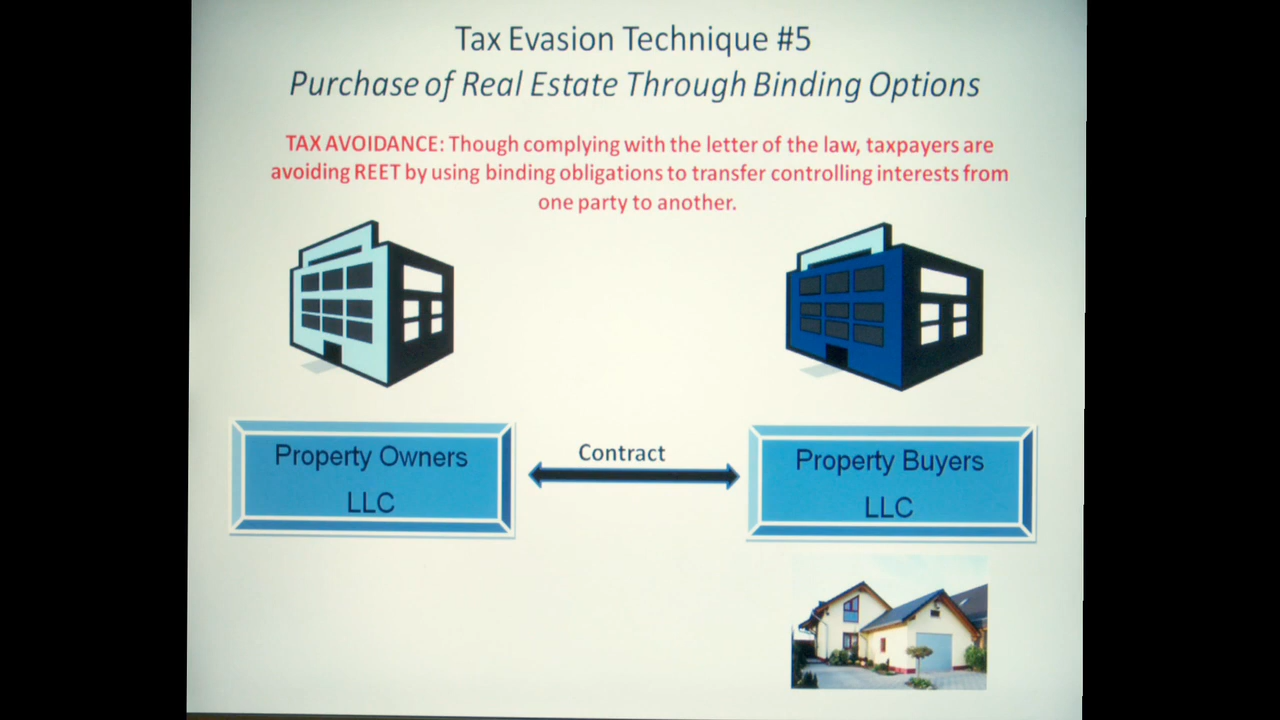 Tax Evasion Technique #5
Purchase of Real Estate Through Binding Options
TAX AVOIDANCE: Though complying with the letter of the law, taxpayers are
avoiding REET by using binding obligations to transfer controlling interests from
one party to another.
Property Owners
LLC
Contract
Property Buyers
LLC